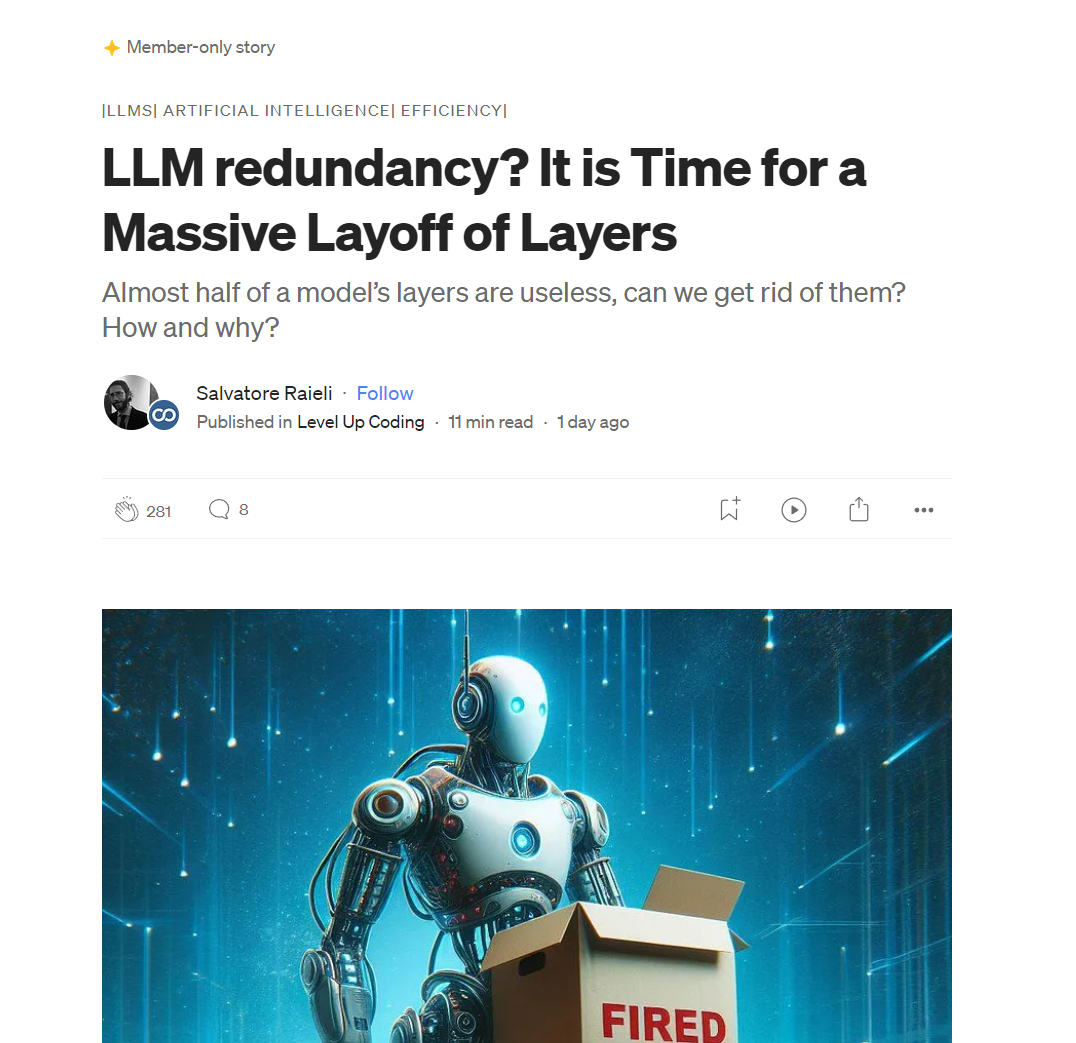 Member-only story
|LLMS| ARTIFICIAL INTELLIGENCE| EFFICIENCY|
LLM redundancy? It is Time for a
Massive Layoff of Layers
Almost half of a model’s layers are useless, can we get rid of them?
How and why?
Salvatore Raieli · Follow
Published in Level Up Coding · 11 min read · 1 day ago
281 8
FIRED